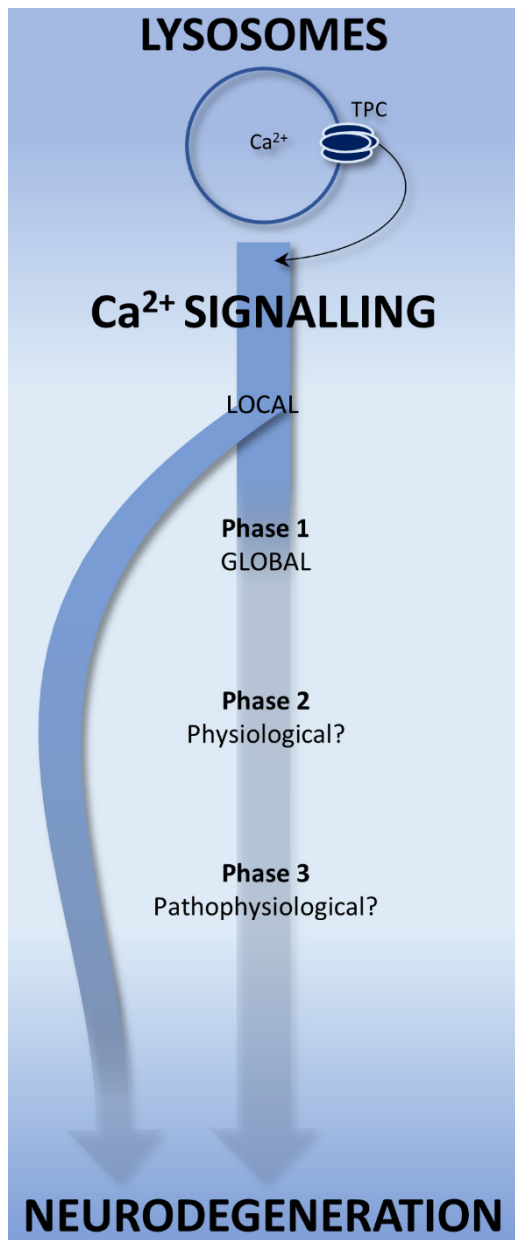 LYSOSOMES
TPC
Ca²⁺
Ca²⁺ SIGNALLING
LOCAL
Phase 1
GLOBAL
Phase 2
Physiological?
Phase 3
Pathophysiological?
NEURODEGENERATION